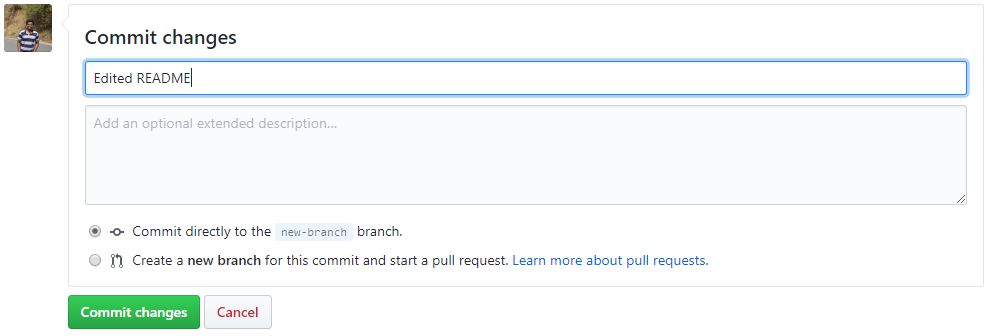 Commit changes
Edited README
Add an optional extended description...
Commit directly to the new-branch branch.
Create a new branch for this commit and start a pull request. Learn more about pull requests.
Commit changes Cancel